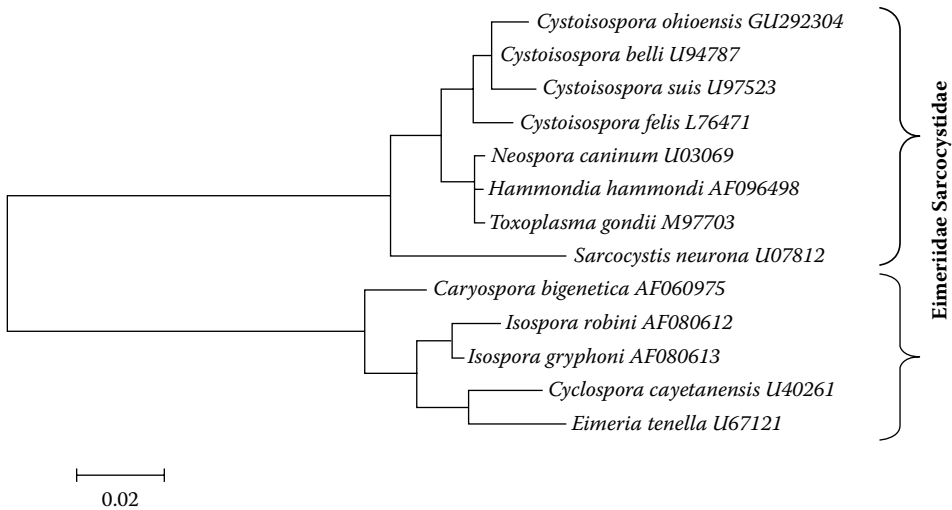 Cystoisospora ohioensis GU292304
Cystoisospora belli U94787
Cystoisospora suis U97523
Cystoisospora felis L76471
Neospora caninum U03069
Hammondia hammondi AF096498
Toxoplasma gondii M97703
Sarcocystis neurona U07812
Caryospora bigenetica AF060975
Isospora robini AF080612
Isospora gryphoni AF080613
Cyclospora cayetanensis U40261
Eimeria tenella U67121
Eimeriidae Sarcocystidae
0.02